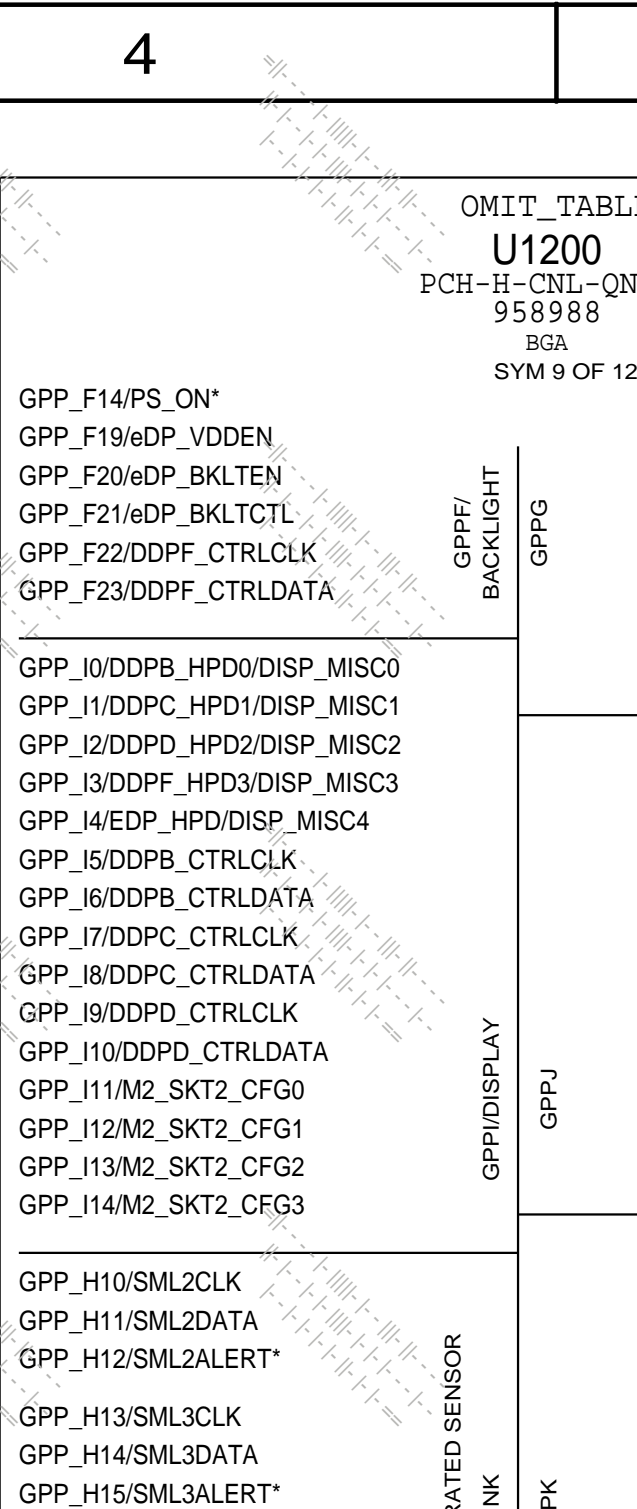 4
OMIT_TABL
U1200
PCH-H-CNL-QN
958988
BGA
SYM 9 OF 12
GPP_F14/PS_ON*
GPP_F19/eDP_VDDEN
GPP_F20/eDP_BKLTEN
GPP_F21/eDP_BKLTCTL
GPP_F22/DDPF_CTRLCLK
GPP_F23/DDPF_CTRLDATA
GPPF/
BACKLIGHT
GPPG
GPP_I0/DDPB_HPD0/DISP_MISC0
GPP_I1/DDPC_HPD1/DISP_MISC1
GPP_I2/DDPD_HPD2/DISP_MISC2
GPP_I3/DDPF_HPD3/DISP_MISC3
GPP_I4/EDP_HPD/DISP_MISC4
GPP_I5/DDPB_CTRLCLK
GPP_I6/DDPB_CTRLDATA
GPP_I7/DDPC_CTRLCLK
GPP_I8/DDPC_CTRLDATA
GPP_I9/DDPD_CTRLCLK
GPP_I10/DDPD_CTRLDATA
GPP_I11/M2_SKT2_CFG0
GPP_I12/M2_SKT2_CFG1
GPP_I13/M2_SKT2_CFG2
GPP_I14/M2_SKT2_CFG3
GPPI/DISPLAY
GPPJ
GPP_H10/SML2CLK
GPP_H11/SML2DATA
GPP_H12/SML2ALERT*
GPP_H13/SML3CLK
GPP_H14/SML3DATA
GPP_H15/SML3ALERT*
RATED SENSOR
NK
PK